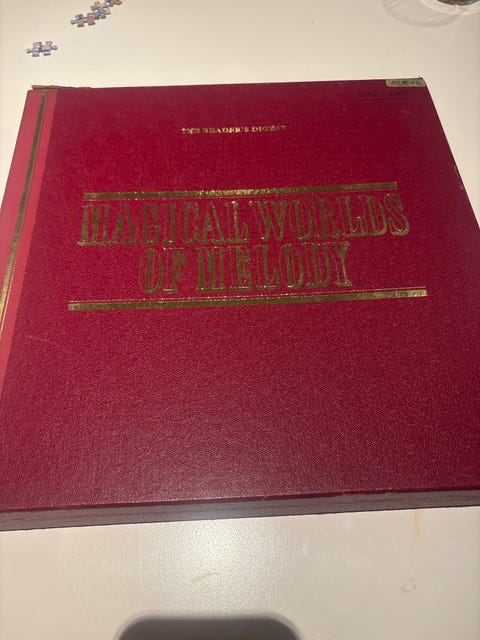 THE READER'S DIGEST
MAGICAL WORLDS
OF MELODY